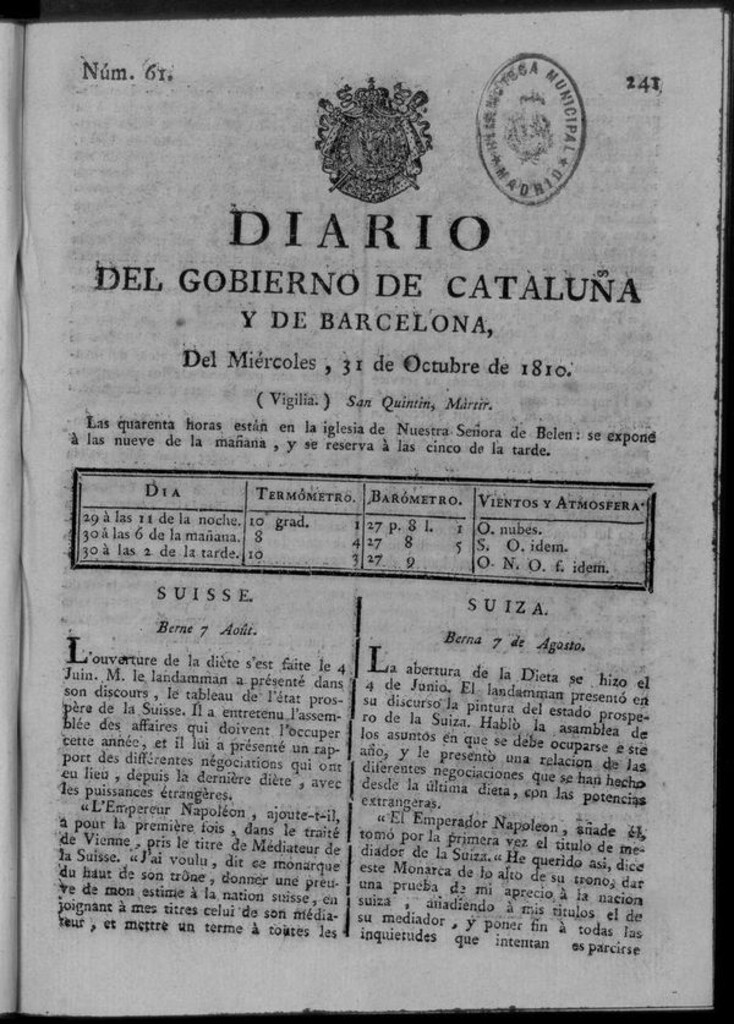 Núm. 61.
241
HEMEROTECA MUNICIPAL
★ MADRID ★
DIARIO
DEL GOBIERNO DE CATALUÑA
Y DE BARCELONA,
Del Miércoles , 31 de Octubre de 1810.
( Vigilia. ) San Quintin, Mártir.
Las quarenta horas están en la iglesia de Nuestra Señora de Belen: se expone
à las nueve de la mañana , y se reserva à las cinco de la tarde.
DIA TERMÓMETRO. BARÓMETRO. VIENTOS Y ATMOSFERA
29 à las 11 de la noche. 10 grad. 1 27 p. 8 l. 1 O. nubes.
30 á las 6 de la mañana. 8 4 27 8 5 S. O. idem.
30 à las 2 de la tarde. 10 3 27 9 O. N. O. f. idem.
SUISSE.
Berne 7 Août.
L'ouverture de la diète s'est faite le 4
Juin. M. le landamman a présenté dans
son discours , le tableau de l'état pros-
père de la Suisse. Il a entretenu l'assem-
blée des affaires qui doivent l'occuper
cette année, et il lui a présenté un rap-
port des différentes négociations qui ont
eu lieu , depuis la dernière diète , avec
les puissances étrangères.
“L'Empereur Napoléon , ajoute-t-il,
a pour la première fois , dans le traité
de Vienne , pris le titre de Médiateur de
la Suisse. “J'ai voulu , dit ce monarque
du haut de son trône, donner une preu-
ve de mon estime à la nation suisse, en
joignant à mes titres celui de son média-
teur , et mettre un terme à toutes les
SUIZA.
Berna 7 de Agosto.
La abertura de la Dieta se hizo el
4 de Junio. El landamman presentó en
su discurso la pintura del estado prospe-
ro de la Suiza. Habló la asamblea de
los asuntos en que se debe ocuparse este
año, y le presentó una relacion de las
diferentes negociaciones que se han hecho
desde la última dieta, con las potencias
extrangeras.
“El Emperador Napoleon , añade él,
tomó por la primera vez el titulo de me-
diador de la Suiza. “He querido asi, dice
este Monarca de lo alto de su trono, dar
una prueba de mi aprecio à la nacion
suiza , añadiendo à mis titulos el de
su mediador , y poner fin à todas las
inquietudes que intentan esparcirse